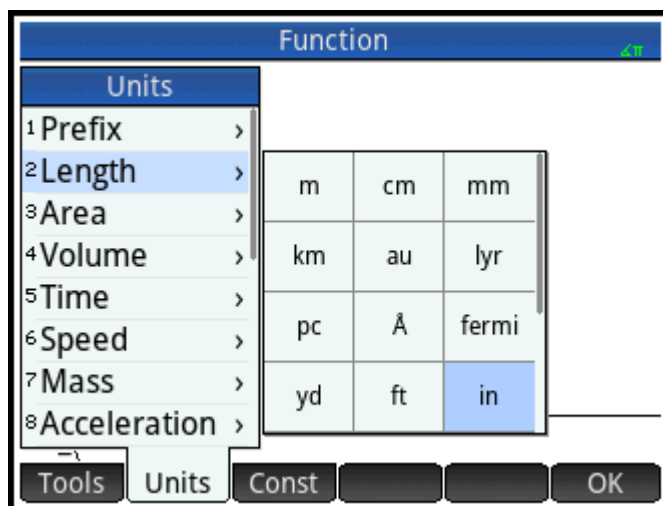 Function
∡π
Units
1 Prefix >
2 Length >
3 Area >
4 Volume >
5 Time >
6 Speed >
7 Mass >
8 Acceleration >
m cm mm
km au lyr
pc Å fermi
yd ft in
Tools Units Const OK